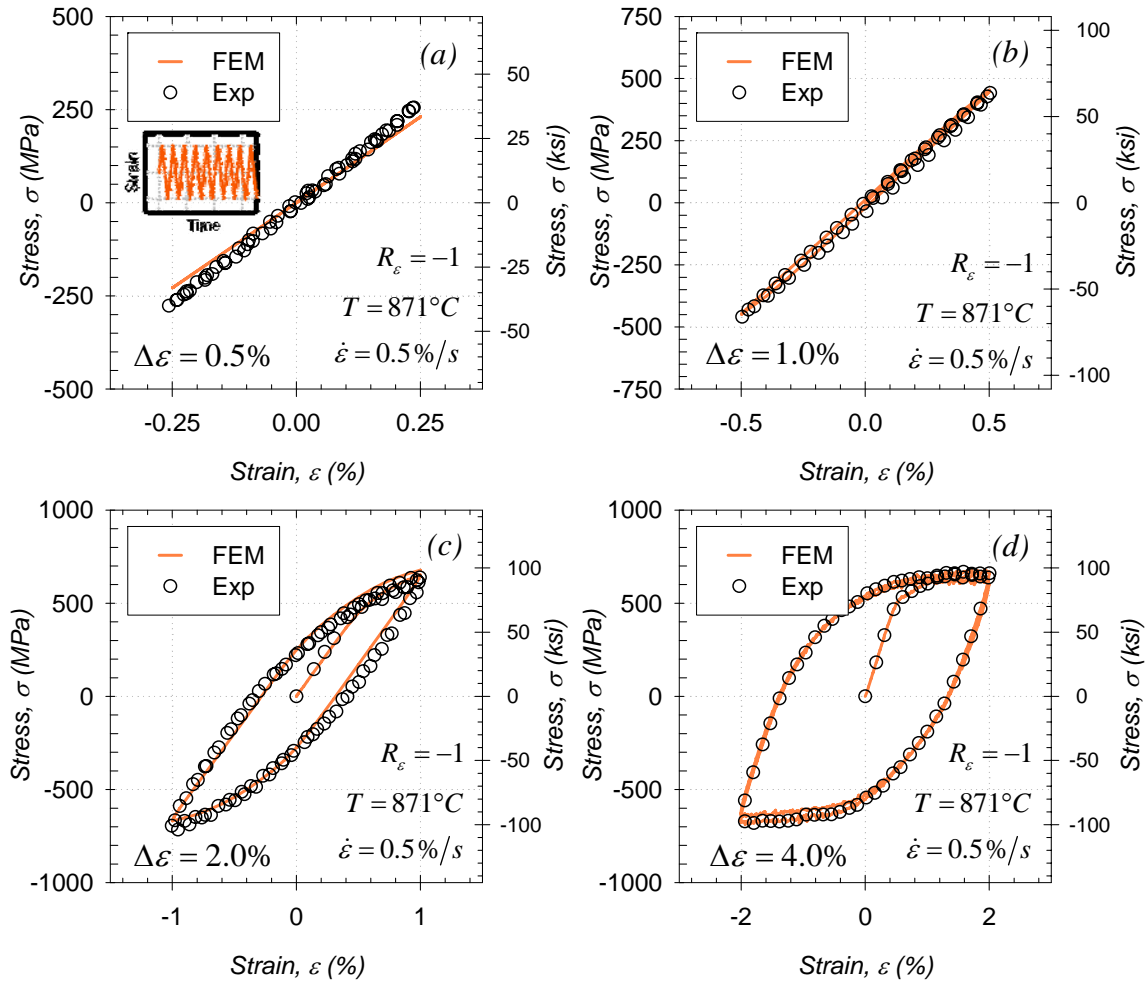 500
250
0
-250
-500
Stress, σ (MPa)
FEM
Exp
(a)
Strain
Time
50
25
0
-25
-50
Stress, σ (ksi)
R_ε = −1
T = 871°C
Δε = 0.5%
ε̇ = 0.5%/s
-0.25 0.00 0.25
Strain, ε (%)
750
500
250
0
-250
-500
-750
Stress, σ (MPa)
FEM
Exp
(b)
100
50
0
-50
-100
Stress, σ (ksi)
R_ε = −1
T = 871°C
Δε = 1.0%
ε̇ = 0.5%/s
-0.5 0.0 0.5
Strain, ε (%)
1000
500
0
-500
-1000
Stress, σ (MPa)
FEM
Exp
(c)
100
50
0
-50
-100
Stress, σ (ksi)
R_ε = −1
T = 871°C
Δε = 2.0%
ε̇ = 0.5%/s
-1 0 1
Strain, ε (%)
1000
500
0
-500
-1000
Stress, σ (MPa)
FEM
Exp
(d)
100
50
0
-50
-100
Stress, σ (ksi)
R_ε = −1
T = 871°C
Δε = 4.0%
ε̇ = 0.5%/s
-2 0 2
Strain, ε (%)